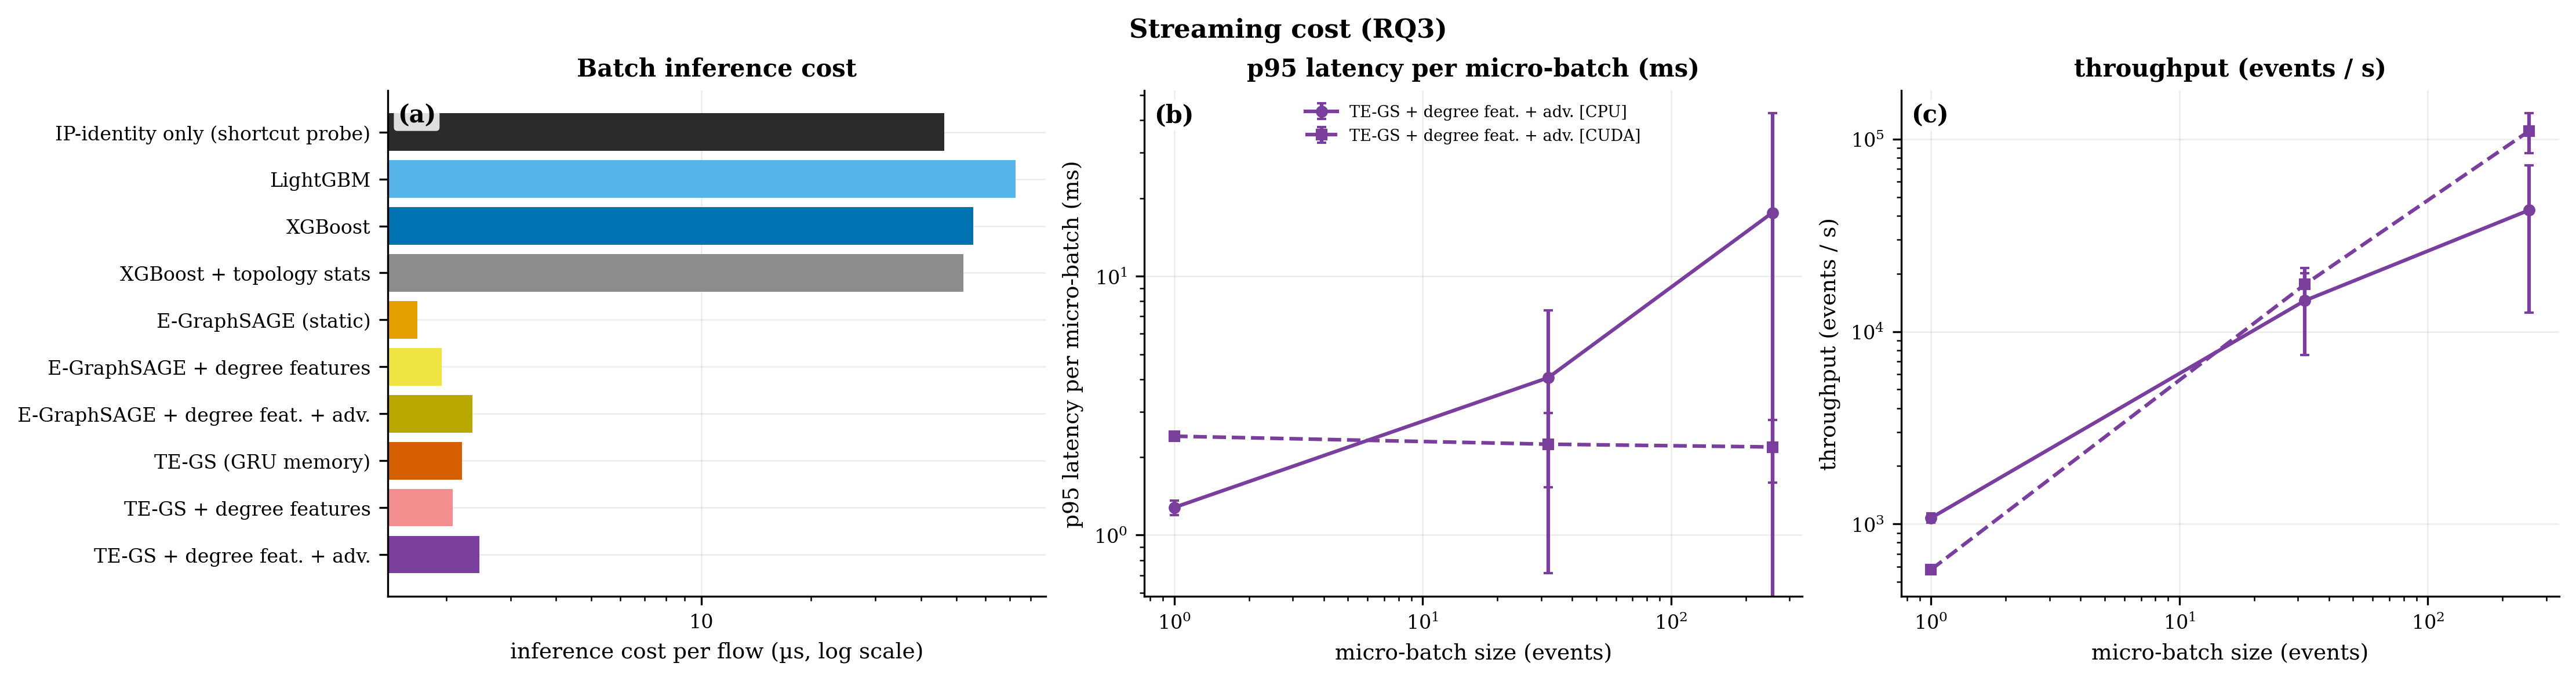 Streaming cost (RQ3)
Batch inference cost
(a)
IP-identity only (shortcut probe)
LightGBM
XGBoost
XGBoost + topology stats
E-GraphSAGE (static)
E-GraphSAGE + degree features
E-GraphSAGE + degree feat. + adv.
TE-GS (GRU memory)
TE-GS + degree features
TE-GS + degree feat. + adv.
10
inference cost per flow (µs, log scale)
p95 latency per micro-batch (ms)
(b)
TE-GS + degree feat. + adv. [CPU]
TE-GS + degree feat. + adv. [CUDA]
p95 latency per micro-batch (ms)
10¹
10⁰
10⁰ 10¹ 10²
micro-batch size (events)
throughput (events / s)
(c)
throughput (events / s)
10⁵
10⁴
10³
10⁰ 10¹ 10²
micro-batch size (events)